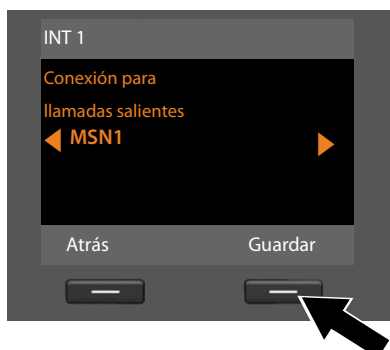 INT 1
Conexión para
llamadas salientes
MSN1
Atrás
Guardar